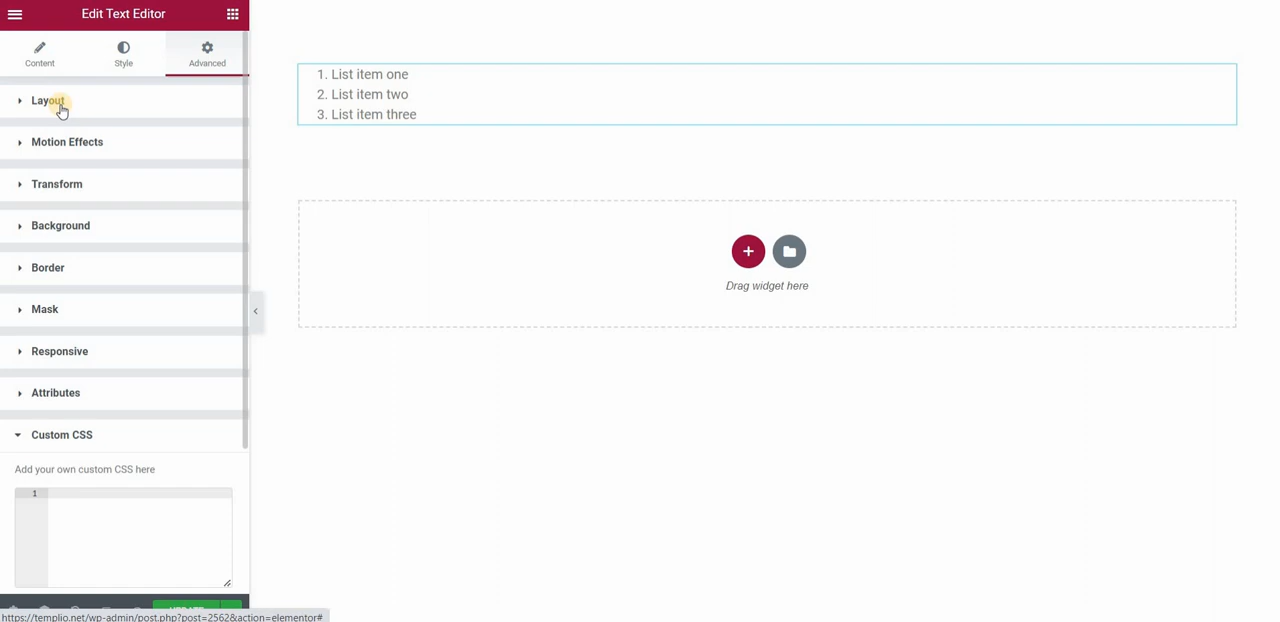 Edit Text Editor
Content
Style
Advanced
Layout
Motion Effects
Transform
Background
Border
Mask
Responsive
Attributes
Custom CSS
Add your own custom CSS here
1
1. List item one
2. List item two
3. List item three
Drag widget here
https://templio.net/wp-admin/post.php?post=2562&action=elementor#